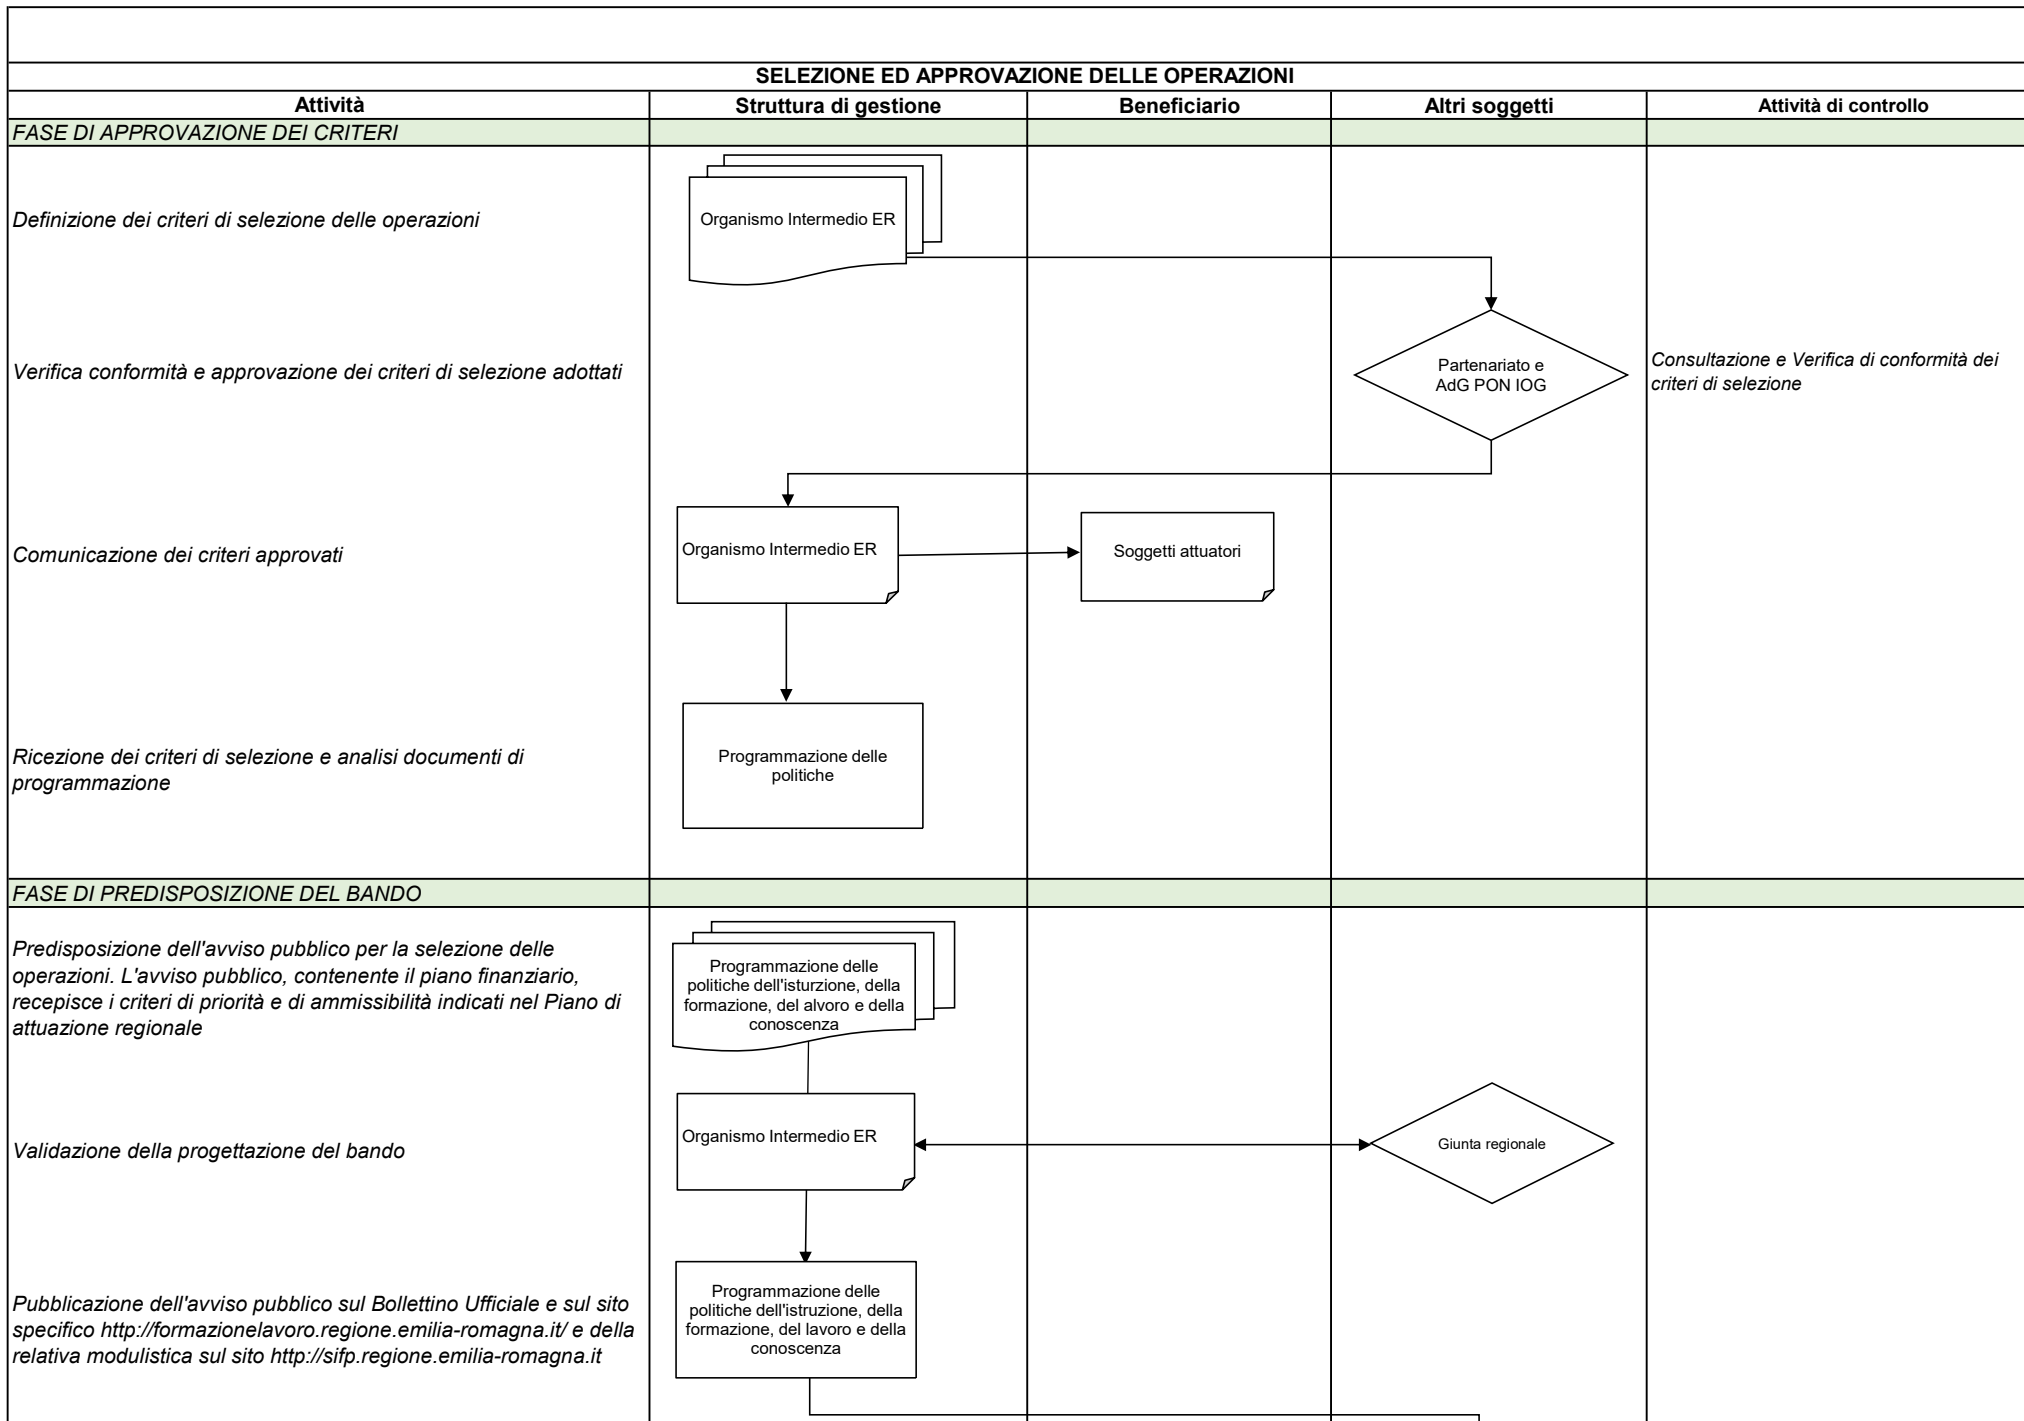 SELEZIONE ED APPROVAZIONE DELLE OPERAZIONI
Attività
Struttura di gestione
Beneficiario
Altri soggetti
Attività di controllo
FASE DI APPROVAZIONE DEI CRITERI
Definizione dei criteri di selezione delle operazioni
Organismo Intermedio ER
Verifica conformità e approvazione dei criteri di selezione adottati
Partenariato e
AdG PON IOG
Consultazione e Verifica di conformità dei
criteri di selezione
Comunicazione dei criteri approvati
Organismo Intermedio ER
Soggetti attuatori
Ricezione dei criteri di selezione e analisi documenti di
programmazione
Programmazione delle
politiche
FASE DI PREDISPOSIZIONE DEL BANDO
Predisposizione dell'avviso pubblico per la selezione delle
operazioni. L'avviso pubblico, contenente il piano finanziario,
recepisce i criteri di priorità e di ammissibilità indicati nel Piano di
attuazione regionale
Programmazione delle
politiche dell'isturzione, della
formazione, del alvoro e della
conoscenza
Validazione della progettazione del bando
Organismo Intermedio ER
Giunta regionale
Pubblicazione dell'avviso pubblico sul Bollettino Ufficiale e sul sito
specifico http://formazionelavoro.regione.emilia-romagna.it/ e della
relativa modulistica sul sito http://sifp.regione.emilia-romagna.it
Programmazione delle
politiche dell'istruzione, della
formazione, del lavoro e della
conoscenza